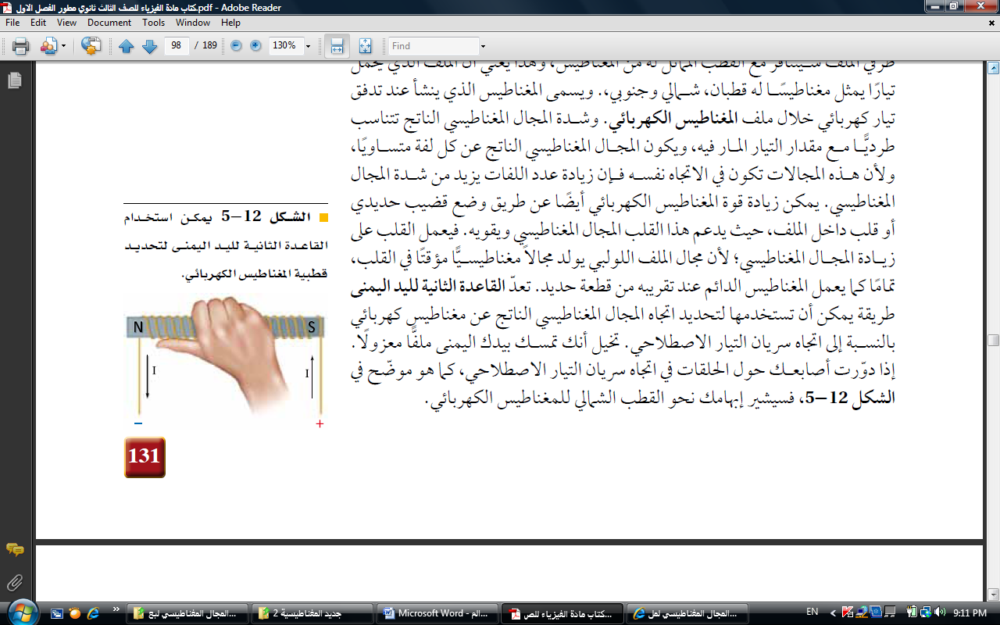 كتاب مادة الفيزياء للصف الثالث ثانوي مطور الفصل الاول.pdf - Adobe Reader
File Edit View Document Tools Window Help
98 / 189 130% Find
طرفي الملف سيتنافر مع القطب المماثل له من المغناطيس، وهذا يعني أن الملف الذي يحمل
تيارًا يمثل مغناطيسًا له قطبان، شمالي وجنوبي،. ويسمى المغناطيس الذي ينشأ عند تدفق
تيار كهربائي خلال ملف المغناطيس الكهربائي. وشدة المجال المغناطيسي الناتج تتناسب
طرديًّا مع مقدار التيار المار فيه، ويكون المجال المغناطيسي الناتج عن كل لفة متساويًا،
ولأن هذه المجالات تكون في الاتجاه نفسه فإن زيادة عدد اللفات يزيد من شدة المجال
المغناطيسي. يمكن زيادة قوة المغناطيس الكهربائي أيضًا عن طريق وضع قضيب حديدي
أو قلب داخل الملف، حيث يدعم هذا القلب المجال المغناطيسي ويقويه. فيعمل القلب على
زيادة المجال المغناطيسي؛ لأن مجال الملف اللولبي يولد مجالاً مغناطيسيًّا مؤقتًا في القلب،
تمامًا كما يعمل المغناطيس الدائم عند تقريبه من قطعة حديد. تعدّ القاعدة الثانية لليد اليمنى
طريقة يمكن أن تستخدمها لتحديد اتجاه المجال المغناطيسي الناتج عن مغناطيس كهربائي
بالنسبة إلى اتجاه سريان التيار الاصطلاحي. تخيل أنك تمسك بيدك اليمنى ملفًّا معزولًا.
إذا دوّرت أصابعك حول الحلقات في اتجاه سريان التيار الاصطلاحي، كما هو موضّح في
الشكل 12–5، فسيشير إبهامك نحو القطب الشمالي للمغناطيس الكهربائي.
الشكل 12–5 يمكن استخدام
القاعدة الثانية لليد اليمنى لتحديد
قطبية المغناطيس الكهربائي.
N S
I I
– +
131
المجال المغناطيسي لبع...
جديد المغناطيسية 2
Microsoft Word - الم...
كتاب مادة الفيزياء للص...
المجال المغناطيسي لمل...
EN 9:11 PM